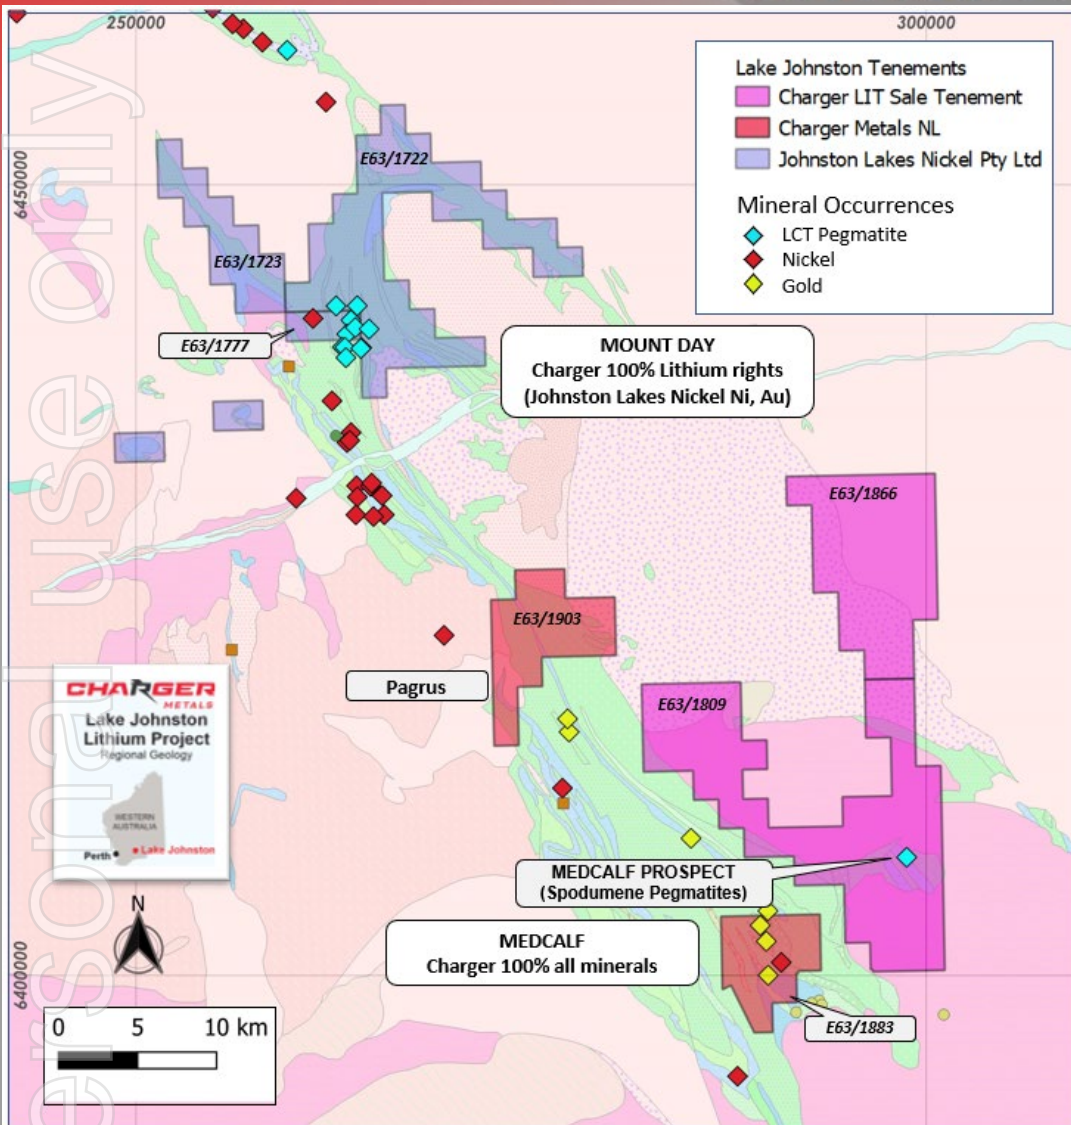 250000
300000
6450000
6400000
ersonal use only
Lake Johnston Tenements
Charger LIT Sale Tenement
Charger Metals NL
Johnston Lakes Nickel Pty Ltd
Mineral Occurrences
LCT Pegmatite
Nickel
Gold
E63/1722
E63/1723
E63/1777
MOUNT DAY
Charger 100% Lithium rights
(Johnston Lakes Nickel Ni, Au)
E63/1866
E63/1903
Pagrus
E63/1809
CHARGER
METALS
Lake Johnston
Lithium Project
Regional Geology
WESTERN
AUSTRALIA
Perth
Lake Johnston
MEDCALF PROSPECT
(Spodumene Pegmatites)
N
MEDCALF
Charger 100% all minerals
E63/1883
0 5 10 km